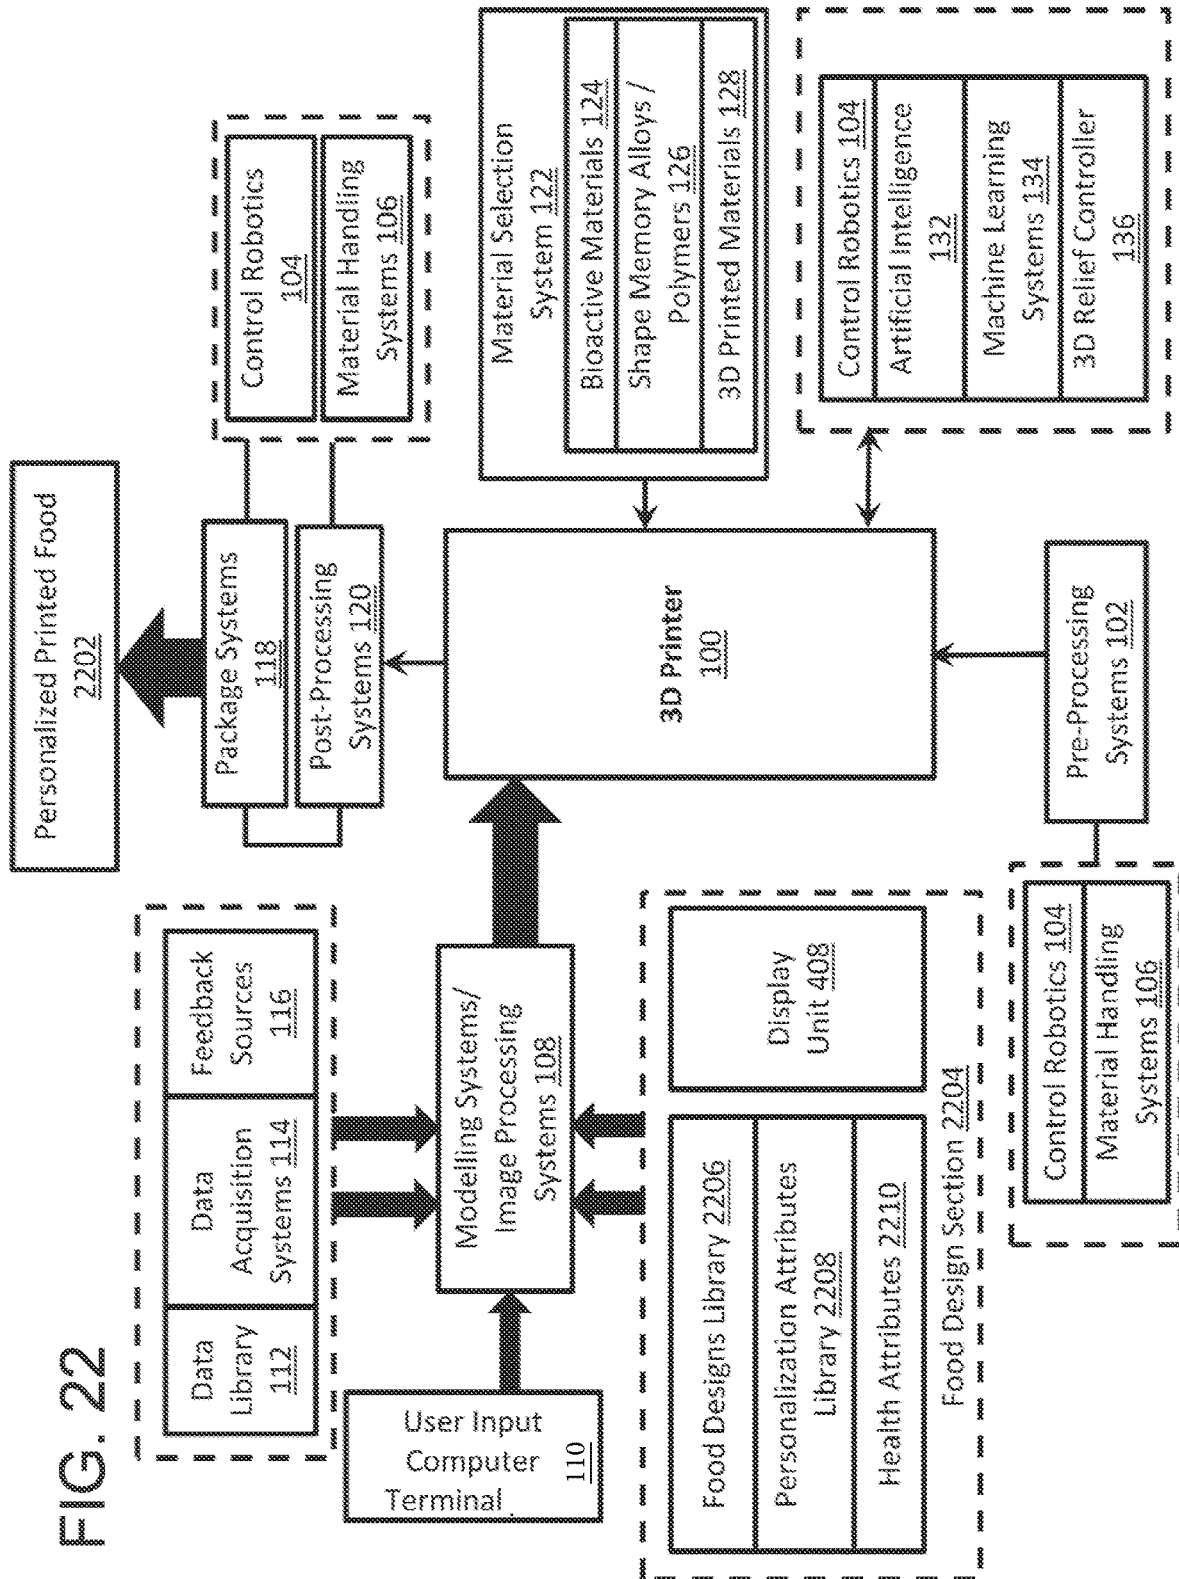 FIG. 22
Data
Library 112
Data
Acquisition
Systems 114
Feedback
Sources
116
User Input
Computer
Terminal
110
Modelling Systems/
Image Processing
Systems 108
Food Designs Library 2206
Personalization Attributes
Library 2208
Health Attributes 2210
Display
Unit 408
Food Design Section 2204
Personalized Printed Food
2202
Package Systems
118
Post-Processing
Systems 120
Control Robotics
104
Material Handling
Systems 106
3D Printer
100
Material Selection
System 122
Bioactive Materials 124
Shape Memory Alloys /
Polymers 126
3D Printed Materials 128
Control Robotics 104
Artificial Intelligence
132
Machine Learning
Systems 134
3D Relief Controller
136
Pre-Processing
Systems 102
Control Robotics 104
Material Handling
Systems 106